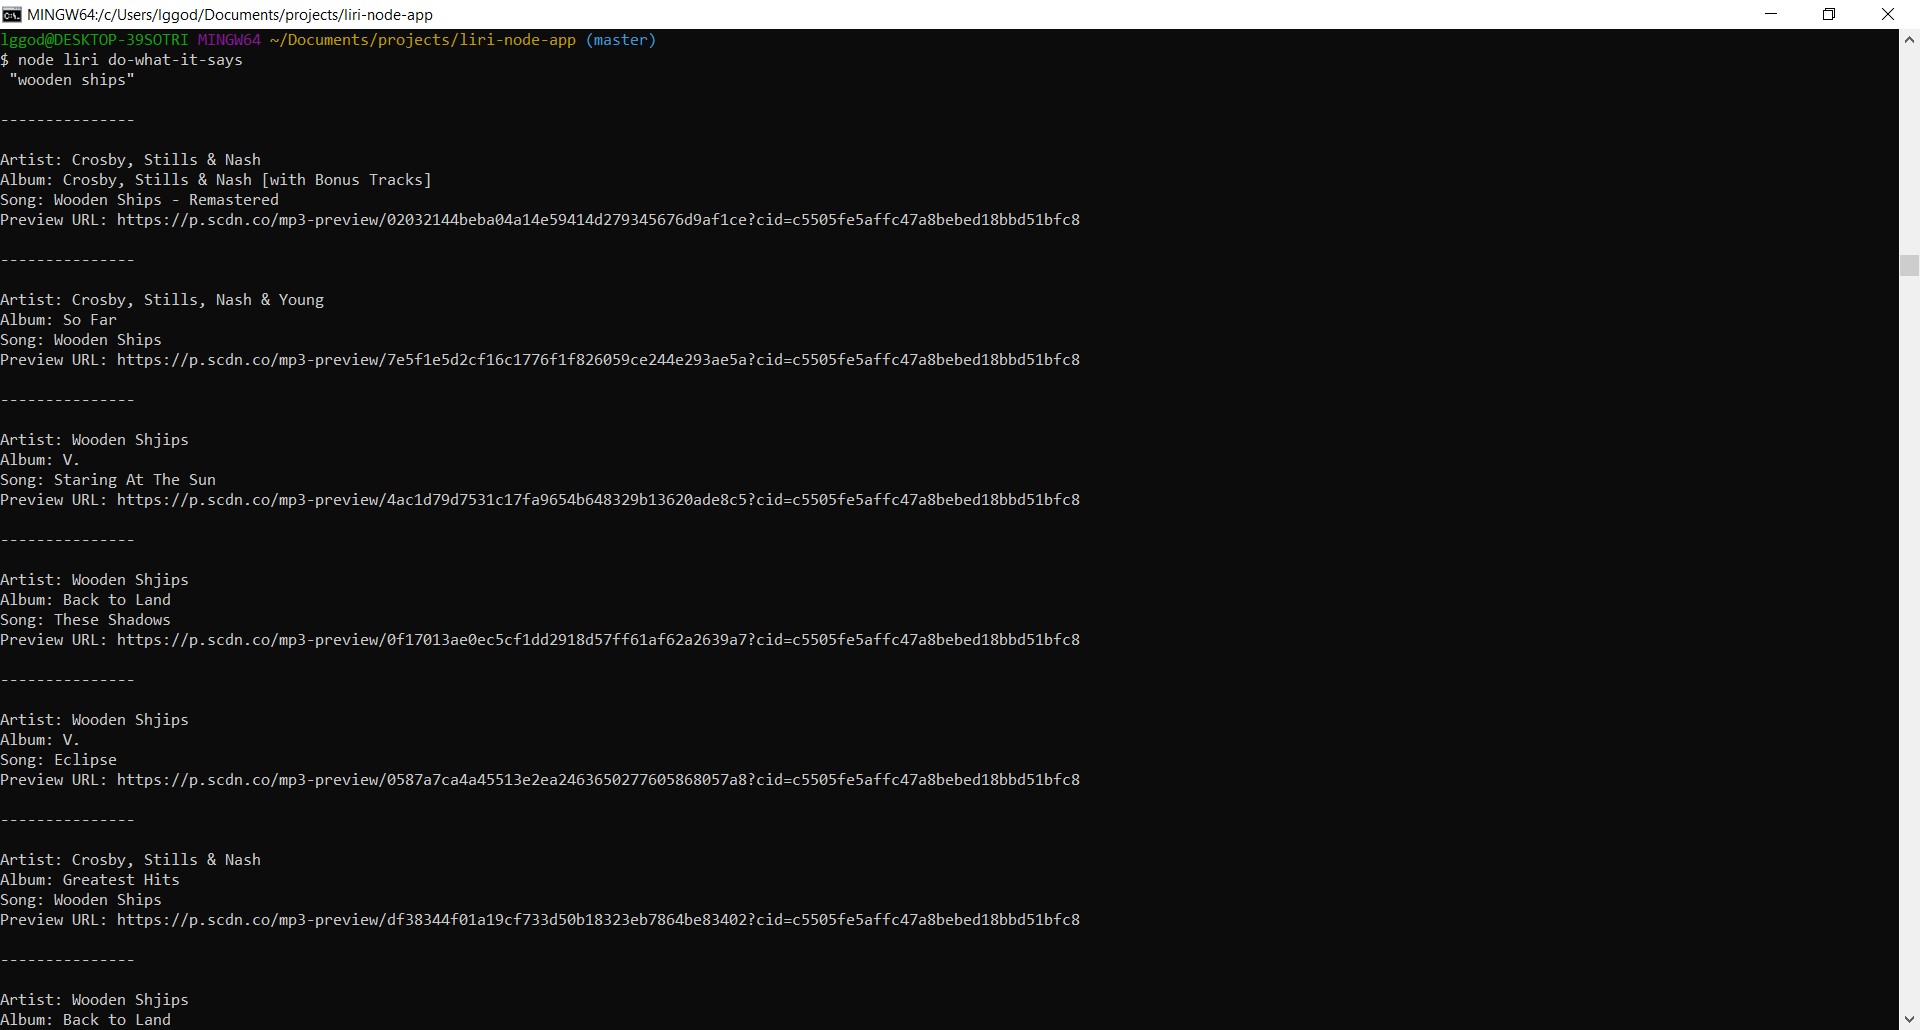 MINGW64:/c/Users/lggod/Documents/projects/liri-node-app
lggod@DESKTOP-39SOTRI MINGW64 ~/Documents/projects/liri-node-app (master)
$ node liri do-what-it-says
"wooden ships"
---------------
Artist: Crosby, Stills & Nash
Album: Crosby, Stills & Nash [with Bonus Tracks]
Song: Wooden Ships - Remastered
Preview URL: https://p.scdn.co/mp3-preview/02032144beba04a14e59414d279345676d9af1ce?cid=c5505fe5affc47a8bebed18bbd51bfc8
---------------
Artist: Crosby, Stills, Nash & Young
Album: So Far
Song: Wooden Ships
Preview URL: https://p.scdn.co/mp3-preview/7e5f1e5d2cf16c1776f1f826059ce244e293ae5a?cid=c5505fe5affc47a8bebed18bbd51bfc8
---------------
Artist: Wooden Shjips
Album: V.
Song: Staring At The Sun
Preview URL: https://p.scdn.co/mp3-preview/4ac1d79d7531c17fa9654b648329b13620ade8c5?cid=c5505fe5affc47a8bebed18bbd51bfc8
---------------
Artist: Wooden Shjips
Album: Back to Land
Song: These Shadows
Preview URL: https://p.scdn.co/mp3-preview/0f17013ae0ec5cf1dd2918d57ff61af62a2639a7?cid=c5505fe5affc47a8bebed18bbd51bfc8
---------------
Artist: Wooden Shjips
Album: V.
Song: Eclipse
Preview URL: https://p.scdn.co/mp3-preview/0587a7ca4a45513e2ea2463650277605868057a8?cid=c5505fe5affc47a8bebed18bbd51bfc8
---------------
Artist: Crosby, Stills & Nash
Album: Greatest Hits
Song: Wooden Ships
Preview URL: https://p.scdn.co/mp3-preview/df38344f01a19cf733d50b18323eb7864be83402?cid=c5505fe5affc47a8bebed18bbd51bfc8
---------------
Artist: Wooden Shjips
Album: Back to Land